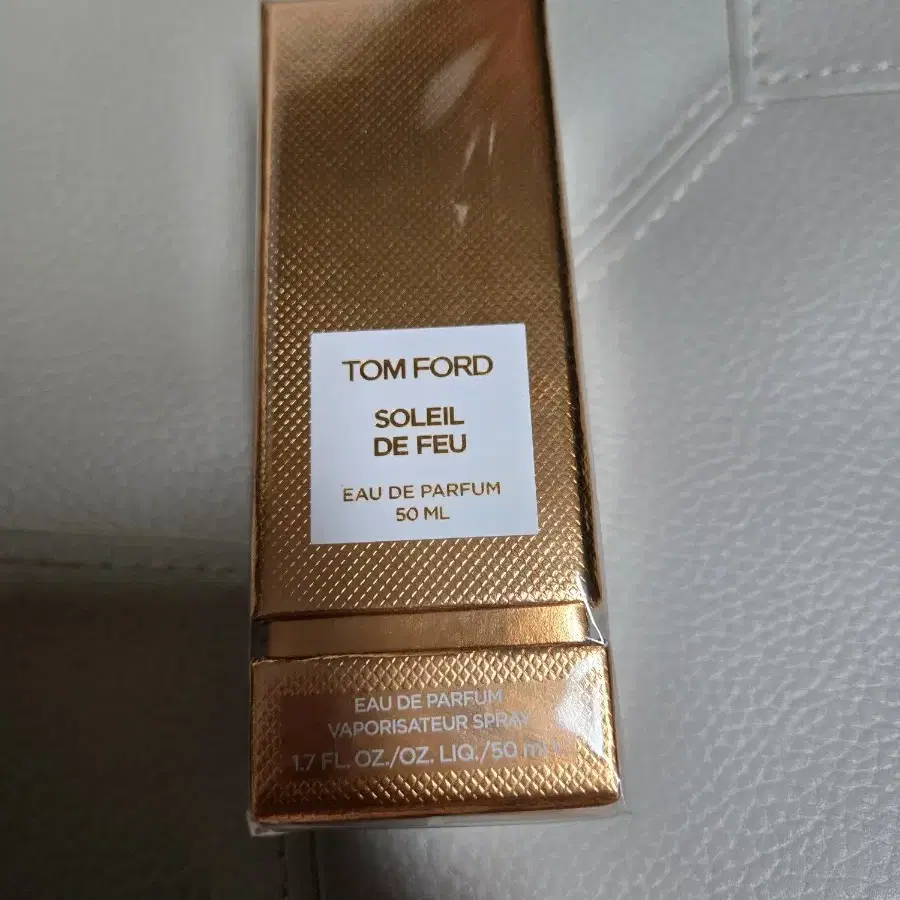 TOM FORD
SOLEIL
DE FEU
EAU DE PARFUM
50 ML
EAU DE PARFUM
VAPORISATEUR SPRAY
1.7 FL. OZ./OZ. LIQ./50 ml